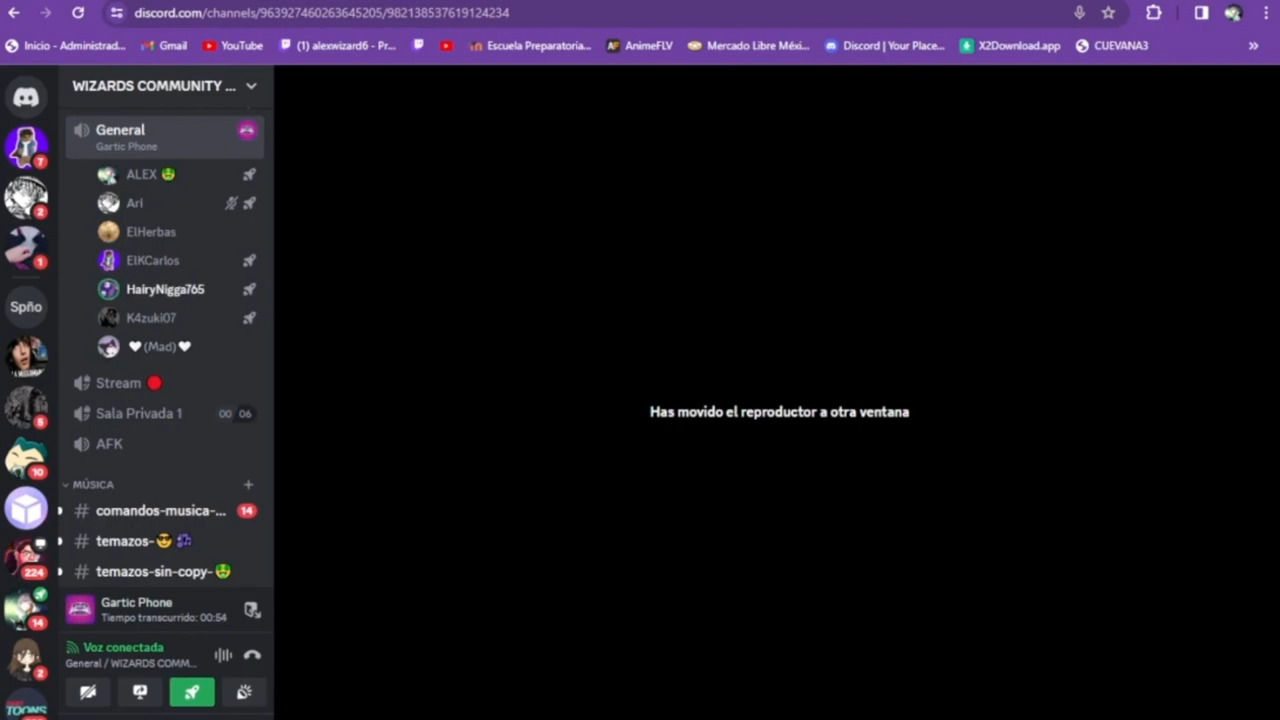 discord.com/channels/963927460263645205/982138537619124234
Inicio - Administrad... Gmail YouTube (1) alexwizard6 - Pr... Escuela Preparatoria... AnimeFLV Mercado Libre Méxi... Discord | Your Place... X2Download.app CUEVANA3 »
WIZARDS COMMUNITY ...
General
Gartic Phone
ALEX
Ari
ElHerbas
ElKCarlos
HairyNigga765
K4zuki07
(Mad)
Stream
Sala Privada 1 00 06
AFK
MÚSICA
comandos-musica-... 14
temazos-
temazos-sin-copy-
Gartic Phone
Tiempo transcurrido: 00:54
Voz conectada
General / WIZARDS COMM...
7
2
1
Spño
5
10
224
14
2
TOONS
Has movido el reproductor a otra ventana